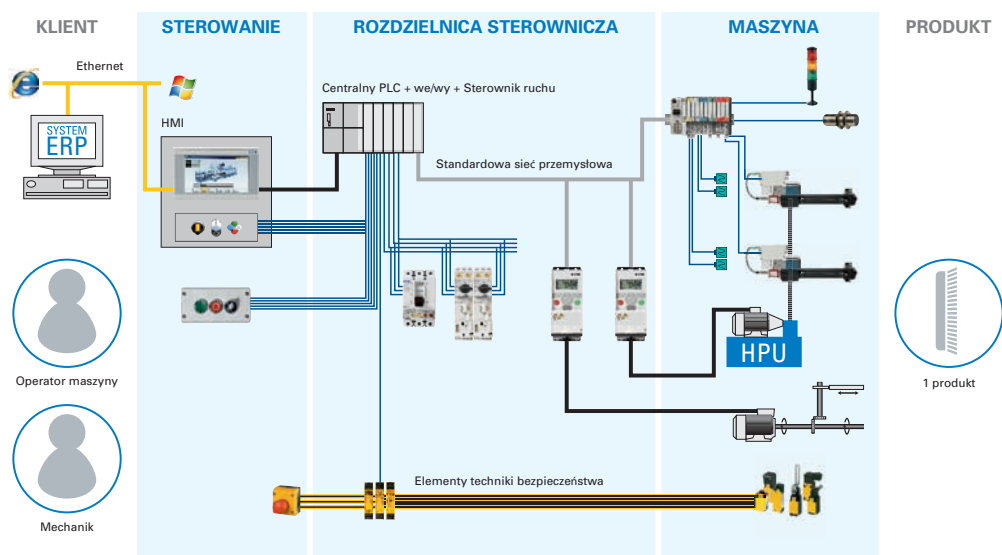 KLIENT
STEROWANIE
ROZDZIELNICA STEROWNICZA
MASZYNA
PRODUKT
Ethernet
Centralny PLC + we/wy + Sterownik ruchu
HMI
SYSTEM
ERP
Standardowa sieć przemysłowa
HPU
Operator maszyny
1 produkt
Elementy techniki bezpieczeństwa
Mechanik